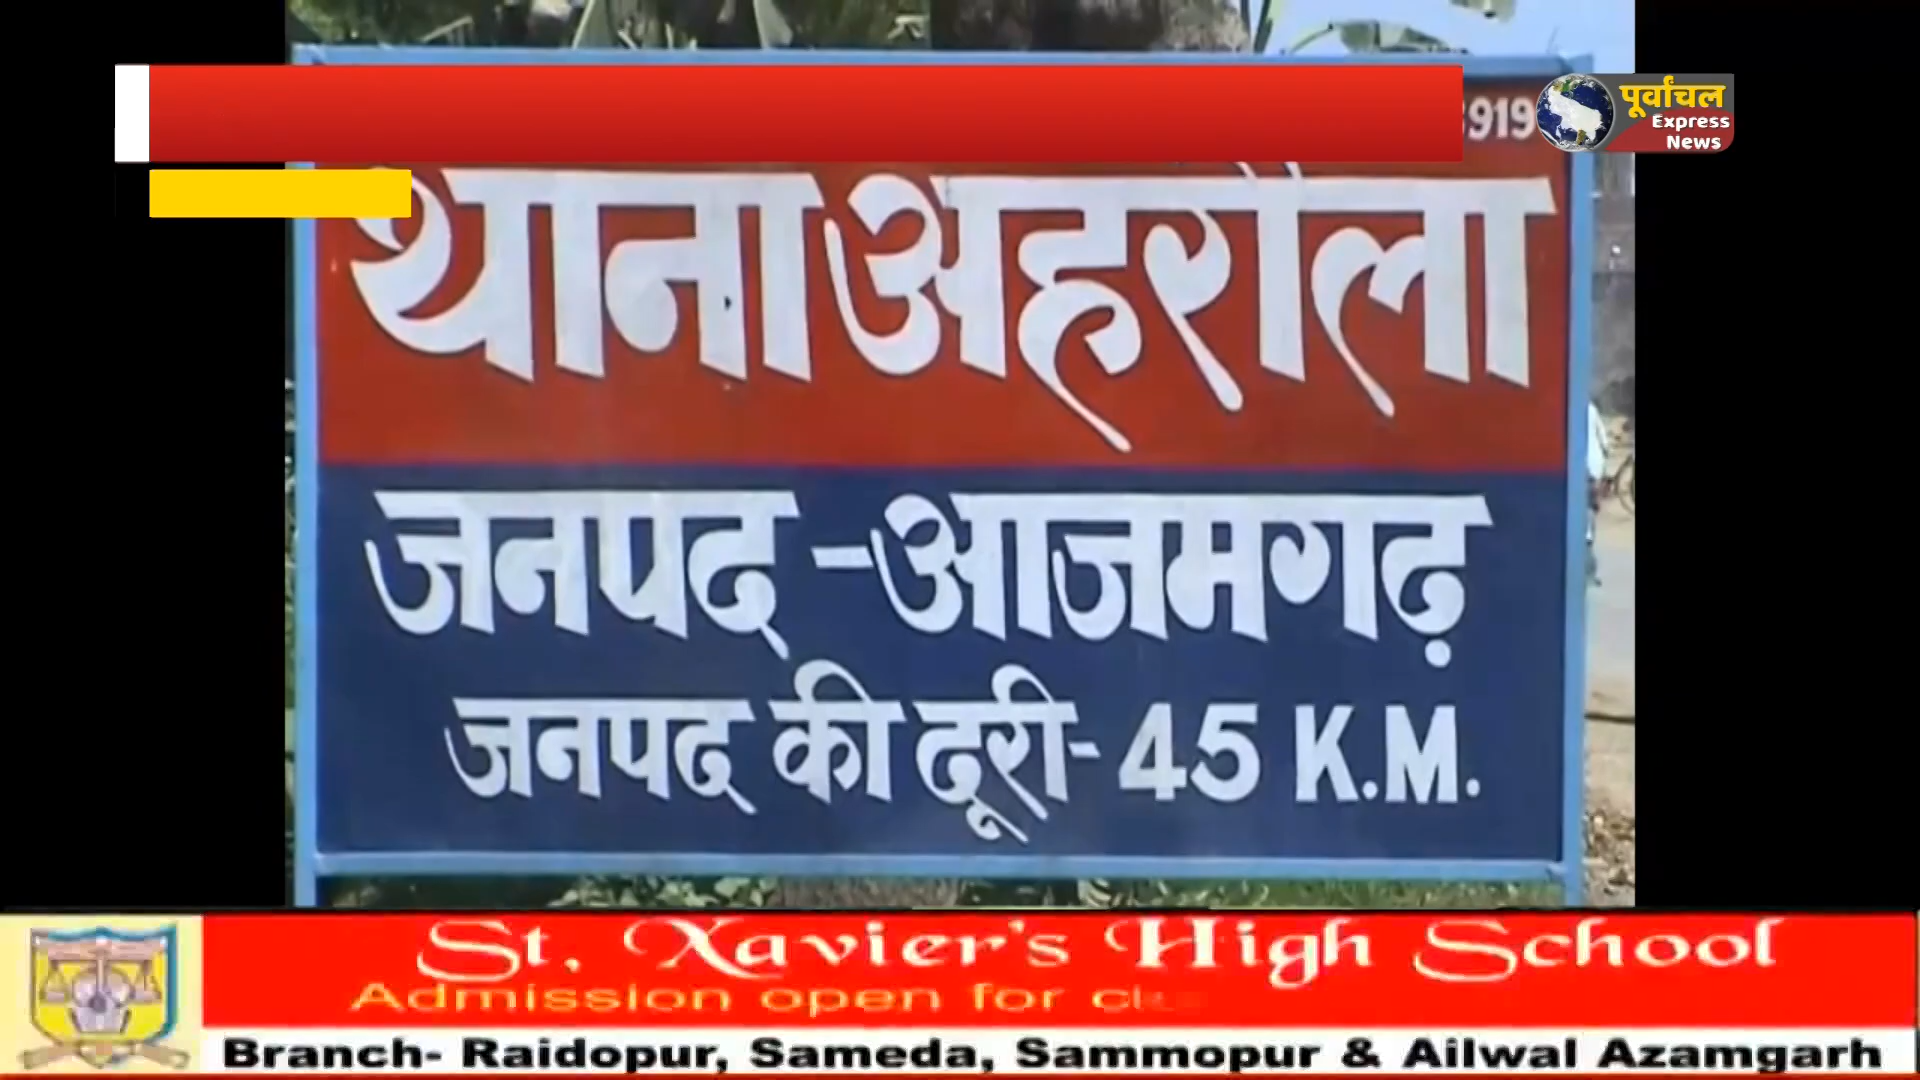 3919
पूर्वांचल
Express
News
थाना अहरौला
जनपद - आजमगढ़
जनपद की दूरी - 45 K.M.
St. Xavier's High School
Admission open for
Branch- Raidopur, Sameda, Sammopur & Ailwal Azamgarh